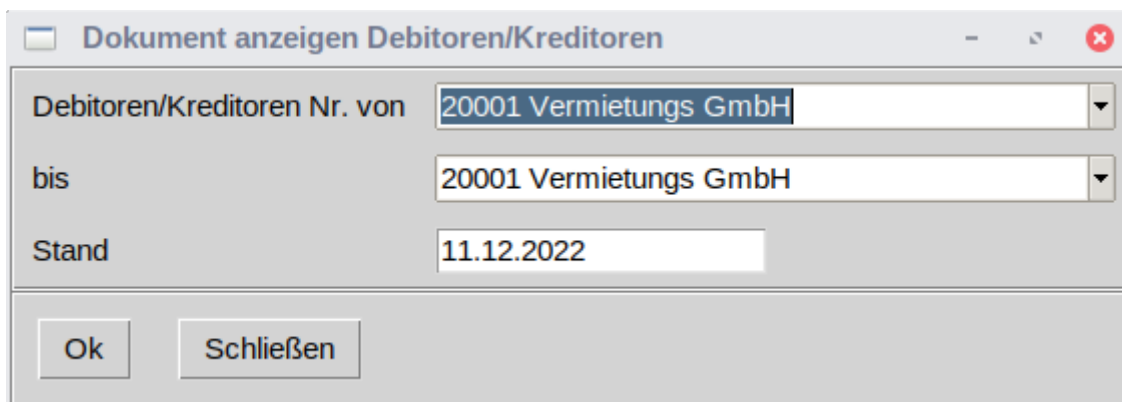 Dokument anzeigen Debitoren/Kreditoren
Debitoren/Kreditoren Nr. von 20001 Vermietungs GmbH
bis 20001 Vermietungs GmbH
Stand 11.12.2022
Ok Schließen